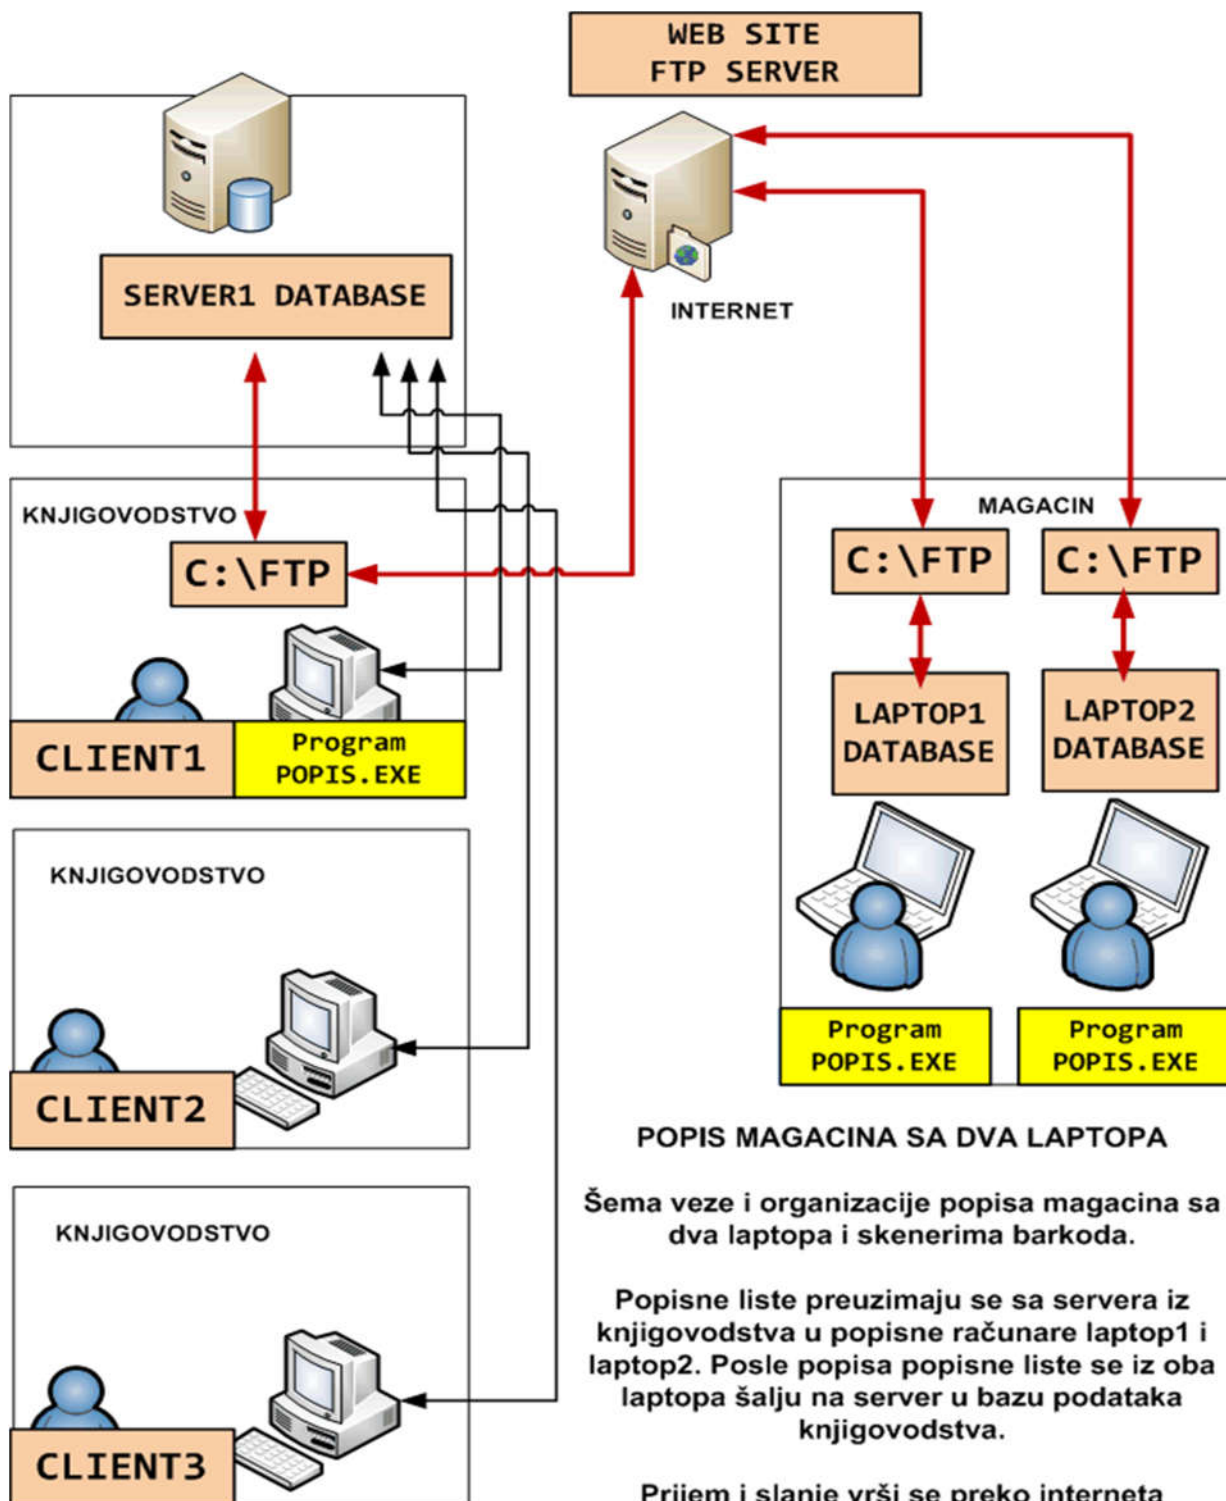 WEB SITE
FTP SERVER
SERVER1 DATABASE
INTERNET
KNJIGOVODSTVO
C:\FTP
CLIENT1
Program
POPIS.EXE
MAGACIN
C:\FTP
C:\FTP
LAPTOP1
DATABASE
LAPTOP2
DATABASE
Program
POPIS.EXE
Program
POPIS.EXE
KNJIGOVODSTVO
CLIENT2
KNJIGOVODSTVO
CLIENT3
POPIS MAGACINA SA DVA LAPTOPA
Šema veze i organizacije popisa magacina sa
dva laptopa i skenerima barkoda.
Popisne liste preuzimaju se sa servera iz
knjigovodstva u popisne računare laptop1 i
laptop2. Posle popisa popisne liste se iz oba
laptopa šalju na server u bazu podataka
knjigovodstva.
Prijem i slanje vrši se preko interneta